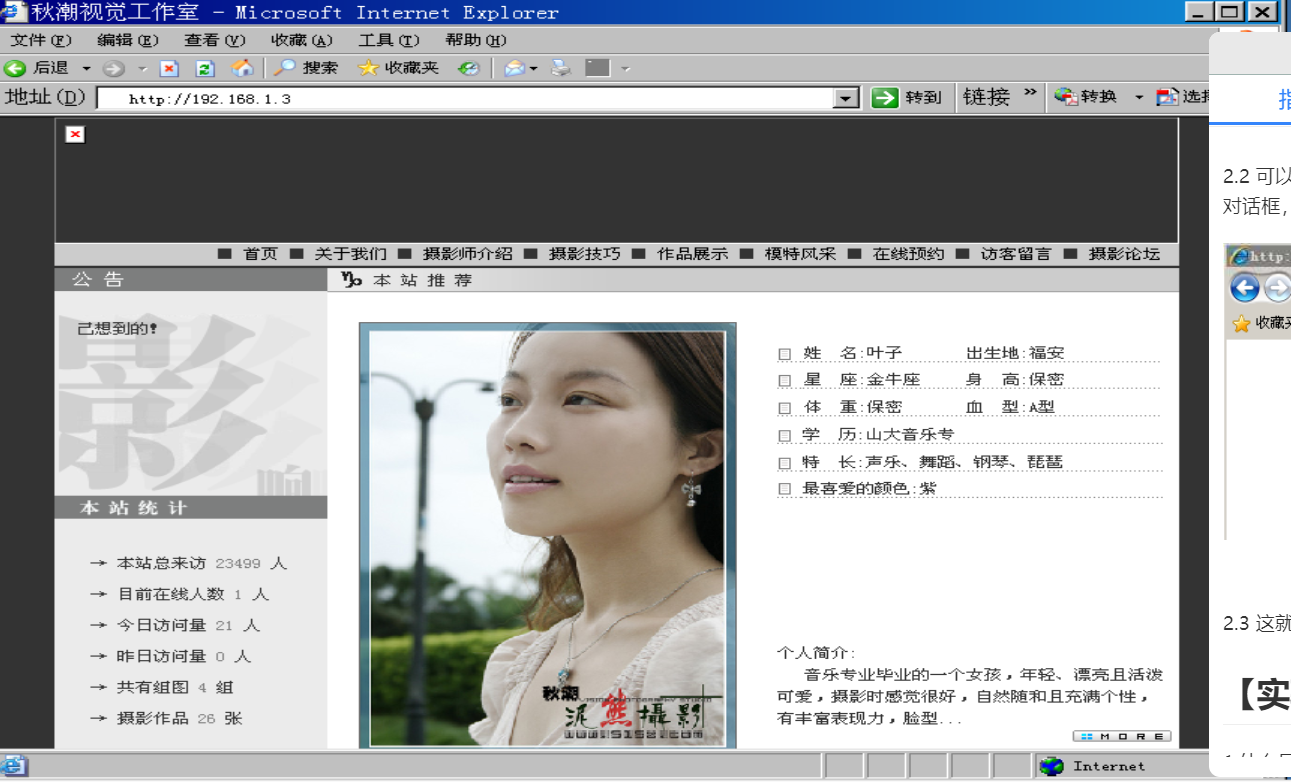 秋潮视觉工作室 - Microsoft Internet Explorer
文件(F) 编辑(E) 查看(V) 收藏(A) 工具(T) 帮助(H)
后退 搜索 收藏夹
地址(D) http://192.168.1.3 转到 链接 » 转换 选择
首页 关于我们 摄影师介绍 摄影技巧 作品展示 模特风采 在线预约 访客留言 摄影论坛
公 告
己想到的!
影
响
本 站 统 计
→ 本站总来访 23499 人
→ 目前在线人数 1 人
→ 今日访问量 21 人
→ 昨日访问量 0 人
→ 共有组图 4 组
→ 摄影作品 26 张
本 站 推 荐
秋潮
泥熊摄影
姓 名:叶子 出生地:福安
星 座:金牛座 身 高:保密
体 重:保密 血 型:A型
学 历:山大音乐专
特 长:声乐、舞蹈、钢琴、琵琶
最喜爱的颜色:紫
个人简介:
音乐专业毕业的一个女孩，年轻、漂亮且活泼
可爱，摄影时感觉很好，自然随和且充满个性，
有丰富表现力，脸型...
MORE
Internet
指
2.2 可以
对话框，
http:
收藏夹
2.3 这就
【实